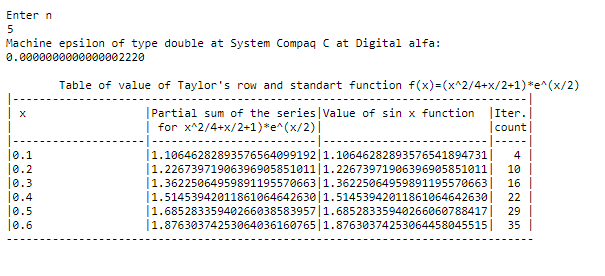 Enter n
5
Machine epsilon of type double at System Compaq C at Digital alfa:
0.0000000000000002220
Table of value of Taylor's row and standart function f(x)=(x^2/4+x/2+1)*e^(x/2)
|------------------------------------------------------------------------------|
| x |Partial sum of the series|Value of sin x function |Iter.|
| | for x^2/4+x/2+1)*e^(x/2)| |count|
|--------------------|-------------------------|-------------------------|-----|
|0.1 |1.10646282893576564099192|1.10646282893576541894731| 4 |
|0.2 |1.22673971906396905851011|1.22673971906396905851011| 10 |
|0.3 |1.36225064959891195570663|1.36225064959891195570663| 16 |
|0.4 |1.51453942011861064642630|1.51453942011861064642630| 22 |
|0.5 |1.68528335940266038583957|1.68528335940266060788417| 29 |
|0.6 |1.87630374253064036160765|1.87630374253064458045515| 35 |
--------------------------------------------------------------------------------